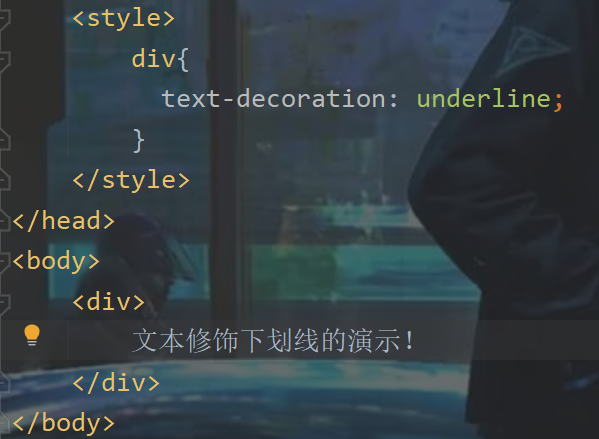 <style>
div{
text-decoration: underline;
}
</style>
</head>
<body>
<div>
文本修饰下划线的演示！
</div>
</body>